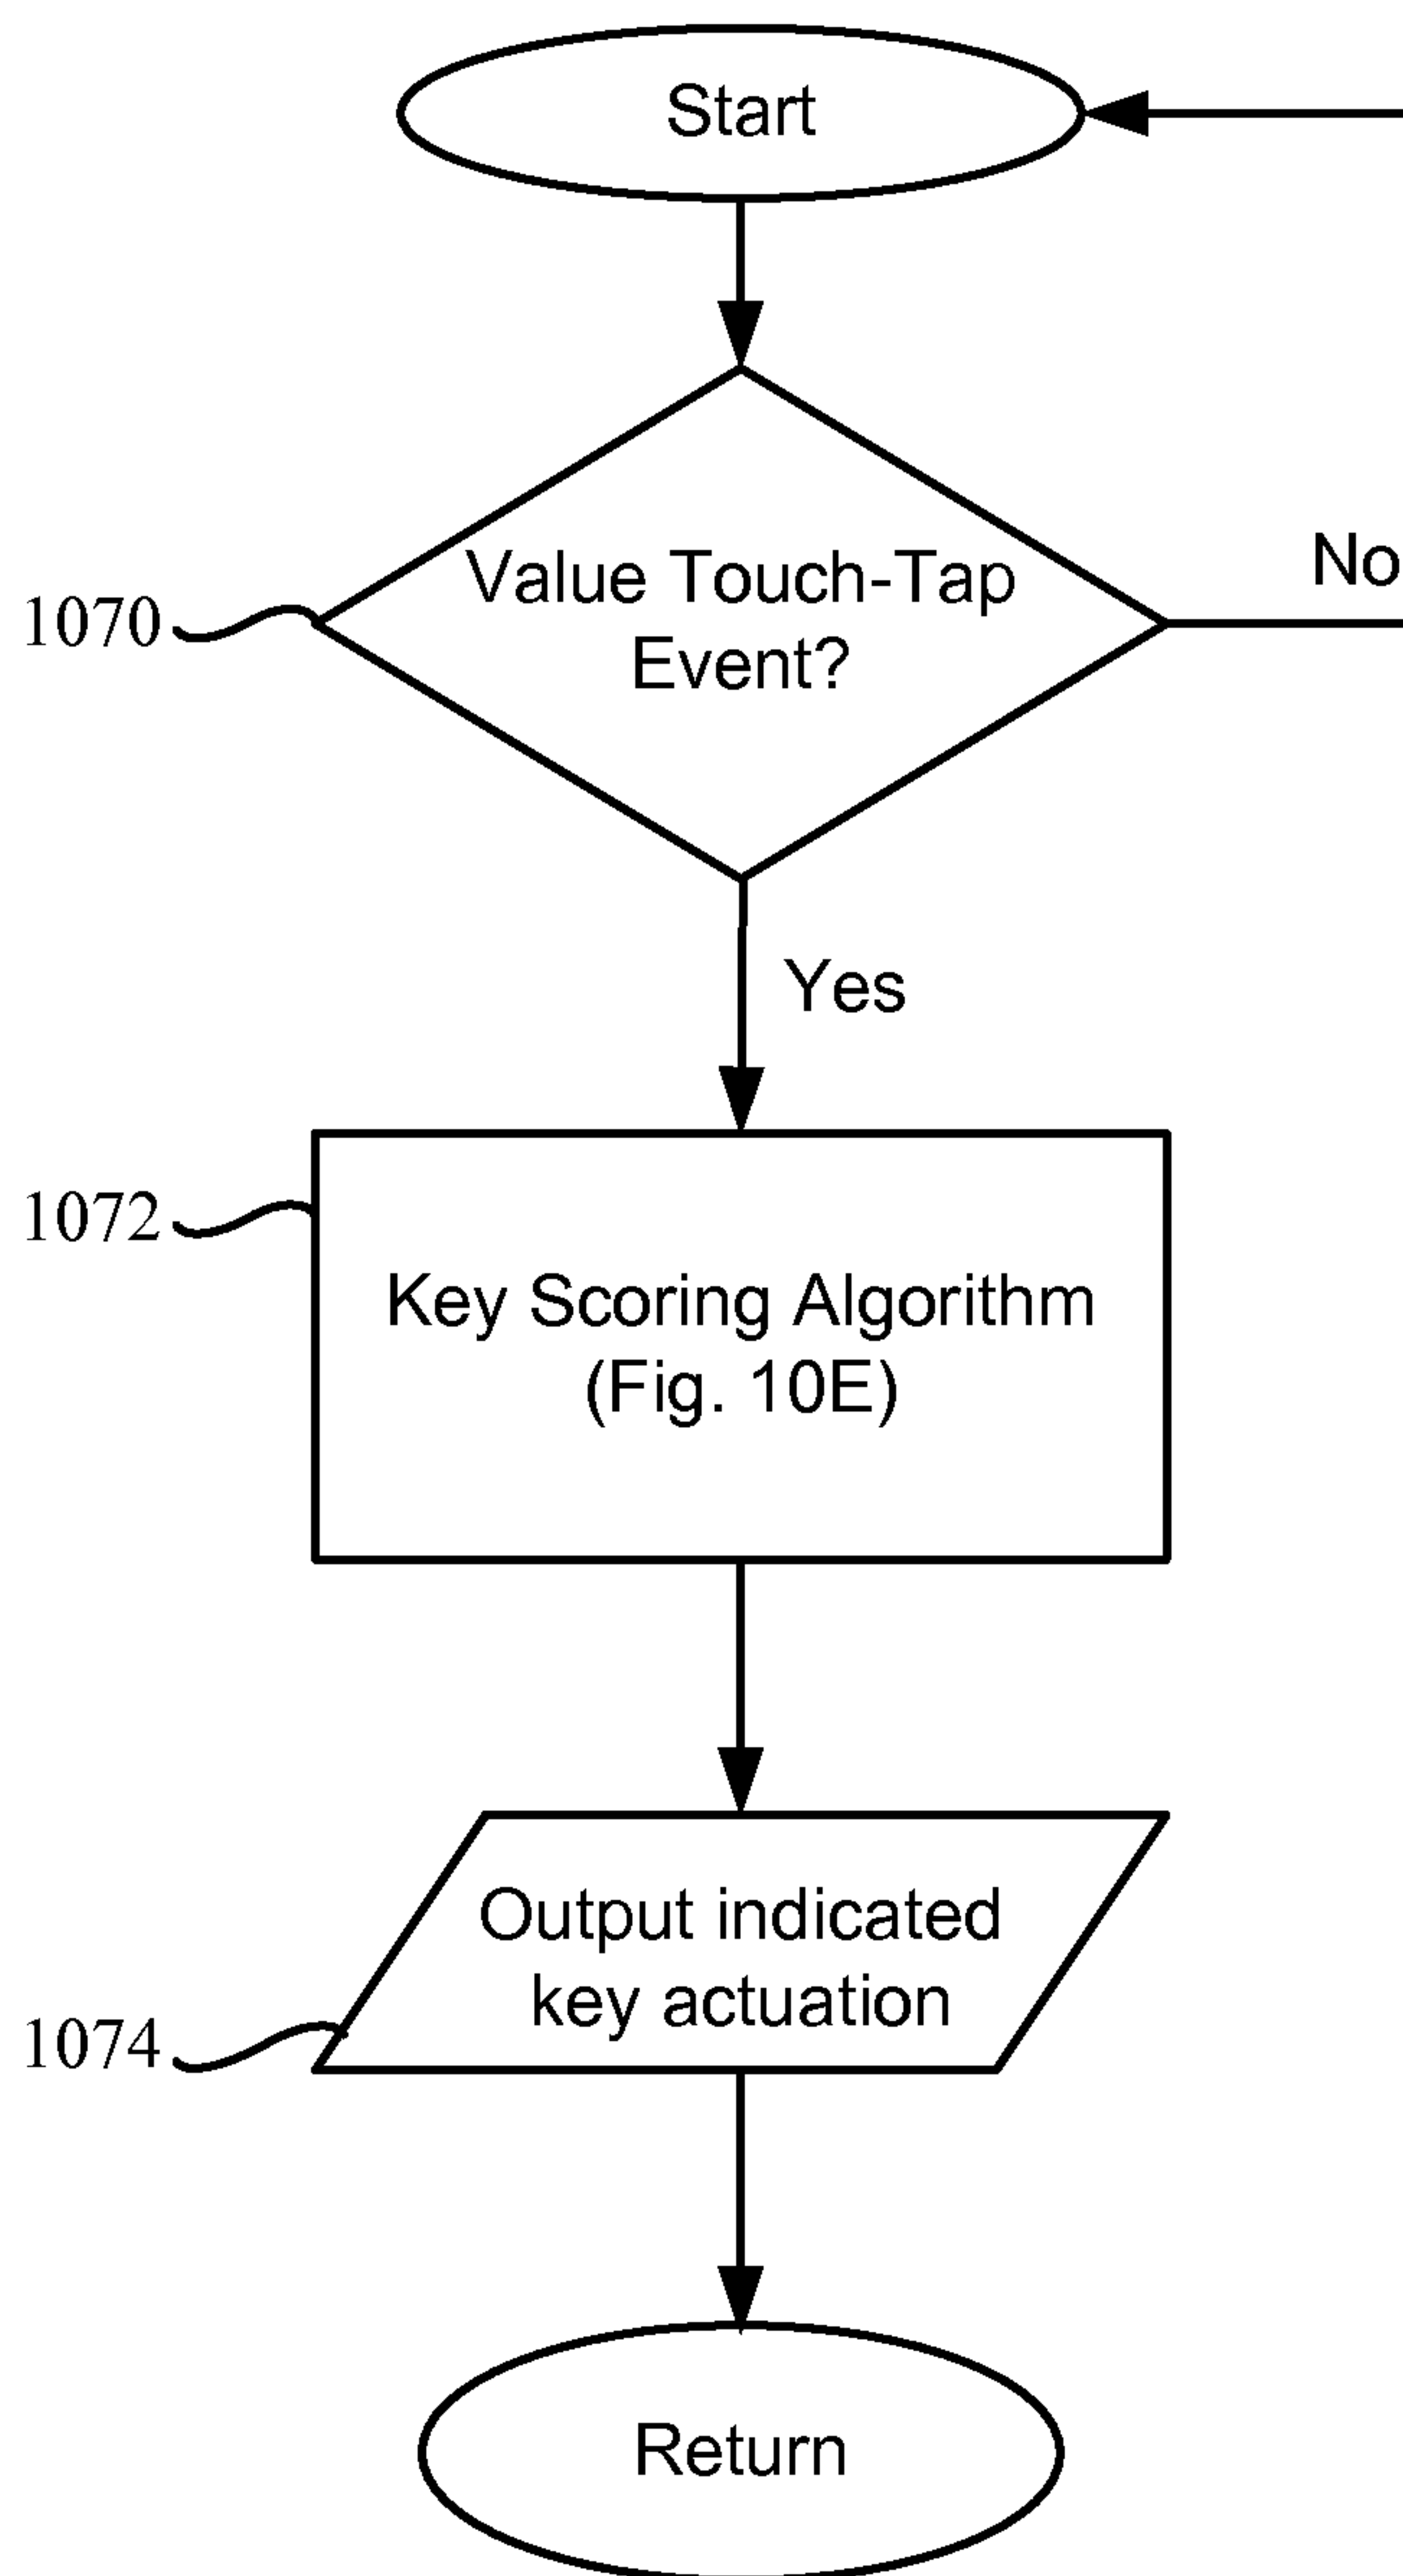 Start
Value Touch-Tap
Event?
No
1070
Yes
1072
Key Scoring Algorithm
(Fig. 10E)
Output indicated
key actuation
1074
Return